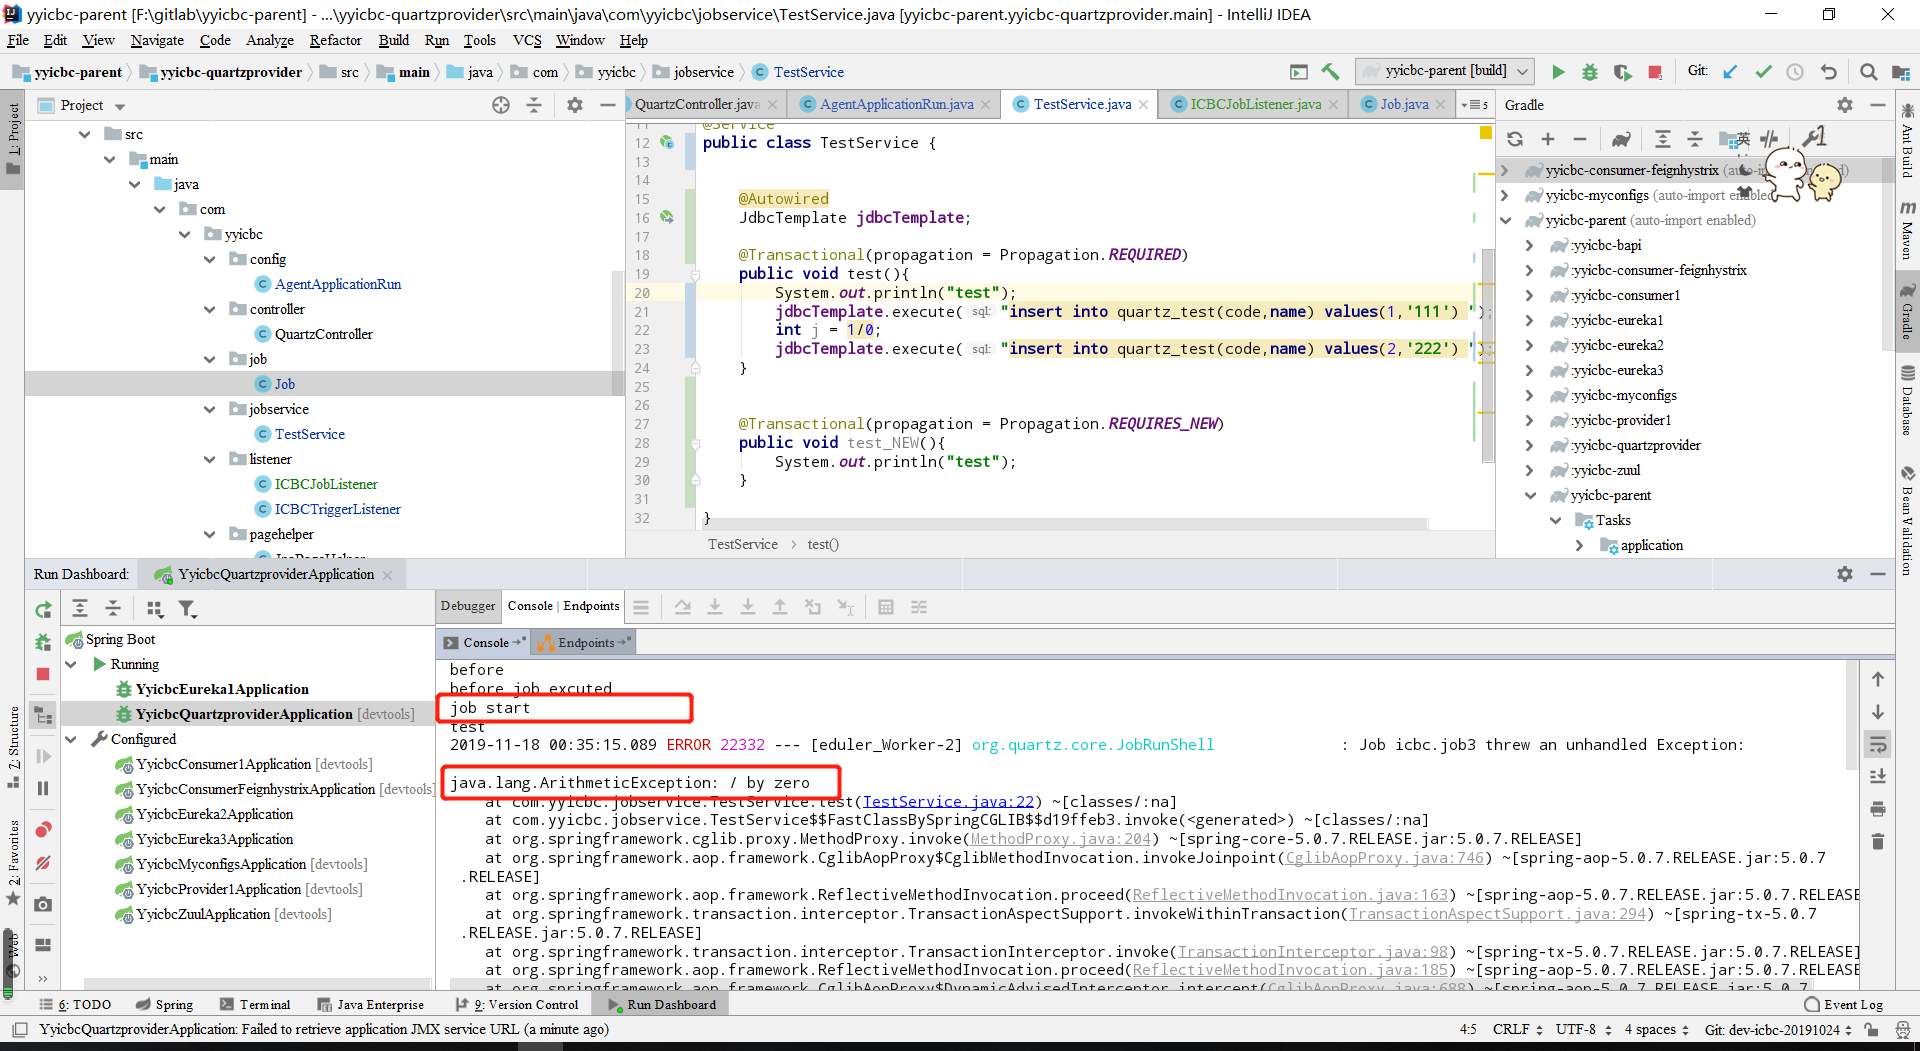 yyicbc-parent [F:\gitlab\yyicbc-parent] - ...\yyicbc-quartzprovider\src\main\java\com\yyicbc\jobservice\TestService.java [yyicbc-parent.yyicbc-quartzprovider.main] - IntelliJ IDEA
File Edit View Navigate Code Analyze Refactor Build Run Tools VCS Window Help
yyicbc-parent yyicbc-quartzprovider src main java com yyicbc jobservice TestService
yyicbc-parent [build]
Git:
Project
QuartzController.java AgentApplicationRun.java TestService.java ICBCJobListener.java Job.java 5
Gradle
1: Project
src
main
java
com
yyicbc
config
AgentApplicationRun
controller
QuartzController
job
Job
jobservice
TestService
listener
ICBCJobListener
ICBCTriggerListener
pagehelper
11 @Service
12 public class TestService {
13
14
15 @Autowired
16 JdbcTemplate jdbcTemplate;
17
18 @Transactional(propagation = Propagation.REQUIRED)
19 public void test(){
20 System.out.println("test");
21 jdbcTemplate.execute( sql: "insert into quartz_test(code,name) values(1,'111') ");
22 int j = 1/0;
23 jdbcTemplate.execute( sql: "insert into quartz_test(code,name) values(2,'222') ");
24 }
25
26
27 @Transactional(propagation = Propagation.REQUIRES_NEW)
28 public void test_NEW(){
29 System.out.println("test");
30 }
31
32 }
TestService > test()
英
1
yyicbc-consumer-feignhystrix
yyicbc-myconfigs (auto-import enabled)
yyicbc-parent (auto-import enabled)
:yyicbc-bapi
:yyicbc-consumer-feignhystrix
:yyicbc-consumer1
:yyicbc-eureka1
:yyicbc-eureka2
:yyicbc-eureka3
:yyicbc-myconfigs
:yyicbc-provider1
:yyicbc-quartzprovider
:yyicbc-zuul
yyicbc-parent
Tasks
application
Ant Build
m Maven
Gradle
Database
Bean Validation
Run Dashboard: YyicbcQuartzproviderApplication
Debugger Console | Endpoints
Console Endpoints
Spring Boot
Running
YyicbcEureka1Application
YyicbcQuartzproviderApplication [devtools]
Configured
YyicbcConsumer1Application [devtools]
YyicbcConsumerFeignhystrixApplication [devtools]
YyicbcEureka2Application
YyicbcEureka3Application
YyicbcMyconfigsApplication [devtools]
YyicbcProvider1Application [devtools]
YyicbcZuulApplication [devtools]
7: Structure
2: Favorites
Web
before
before job excuted
job start
test
2019-11-18 00:35:15.089 ERROR 22332 --- [eduler_Worker-2] org.quartz.core.JobRunShell : Job icbc.job3 threw an unhandled Exception:
java.lang.ArithmeticException: / by zero
at com.yyicbc.jobservice.TestService.test(TestService.java:22) ~[classes/:na]
at com.yyicbc.jobservice.TestService$$FastClassBySpringCGLIB$$d19ffeb3.invoke(<generated>) ~[classes/:na]
at org.springframework.cglib.proxy.MethodProxy.invoke(MethodProxy.java:204) ~[spring-core-5.0.7.RELEASE.jar:5.0.7.RELEASE]
at org.springframework.aop.framework.CglibAopProxy$CglibMethodInvocation.invokeJoinpoint(CglibAopProxy.java:746) ~[spring-aop-5.0.7.RELEASE.jar:5.0.7
.RELEASE]
at org.springframework.aop.framework.ReflectiveMethodInvocation.proceed(ReflectiveMethodInvocation.java:163) ~[spring-aop-5.0.7.RELEASE.jar:5.0.7.RELEASE
at org.springframework.transaction.interceptor.TransactionAspectSupport.invokeWithinTransaction(TransactionAspectSupport.java:294) ~[spring-tx-5.0.7
.RELEASE.jar:5.0.7.RELEASE]
at org.springframework.transaction.interceptor.TransactionInterceptor.invoke(TransactionInterceptor.java:98) ~[spring-tx-5.0.7.RELEASE.jar:5.0.7.RELEASE]
at org.springframework.aop.framework.ReflectiveMethodInvocation.proceed(ReflectiveMethodInvocation.java:185) ~[spring-aop-5.0.7.RELEASE.jar:5.0.7.RELEASE
at org.springframework.aop.framework.CglibAopProxy$DynamicAdvisedInterceptor.intercept(CglibAopProxy.java:688) ~[spring-aop-5.0.7.RELEASE.jar:5.0.7
6: TODO Spring Terminal Java Enterprise 9: Version Control Run Dashboard Event Log
YyicbcQuartzproviderApplication: Failed to retrieve application JMX service URL (a minute ago) 4:5 CRLF UTF-8 4 spaces Git: dev-icbc-20191024